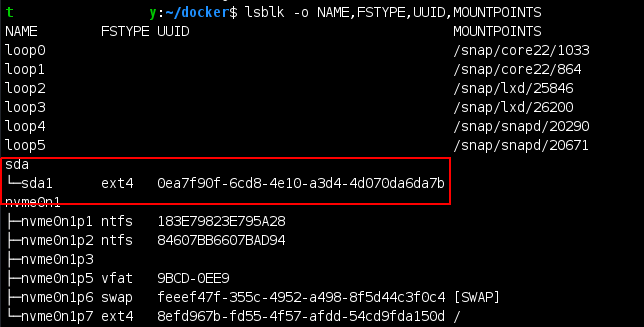 t y:~/docker$ lsblk -o NAME,FSTYPE,UUID,MOUNTPOINTS
NAME FSTYPE UUID MOUNTPOINTS
loop0 /snap/core22/1033
loop1 /snap/core22/864
loop2 /snap/lxd/25846
loop3 /snap/lxd/26200
loop4 /snap/snapd/20290
loop5 /snap/snapd/20671
sda
└─sda1 ext4 0ea7f90f-6cd8-4e10-a3d4-4d070da6da7b
nvme0n1
├─nvme0n1p1 ntfs 183E79823E795A28
├─nvme0n1p2 ntfs 84607BB6607BAD94
├─nvme0n1p3
├─nvme0n1p5 vfat 9BCD-0EE9
├─nvme0n1p6 swap feeef47f-355c-4952-a498-8f5d44c3f0c4 [SWAP]
└─nvme0n1p7 ext4 8efd967b-fd55-4f57-afdd-54cd9fda150d /